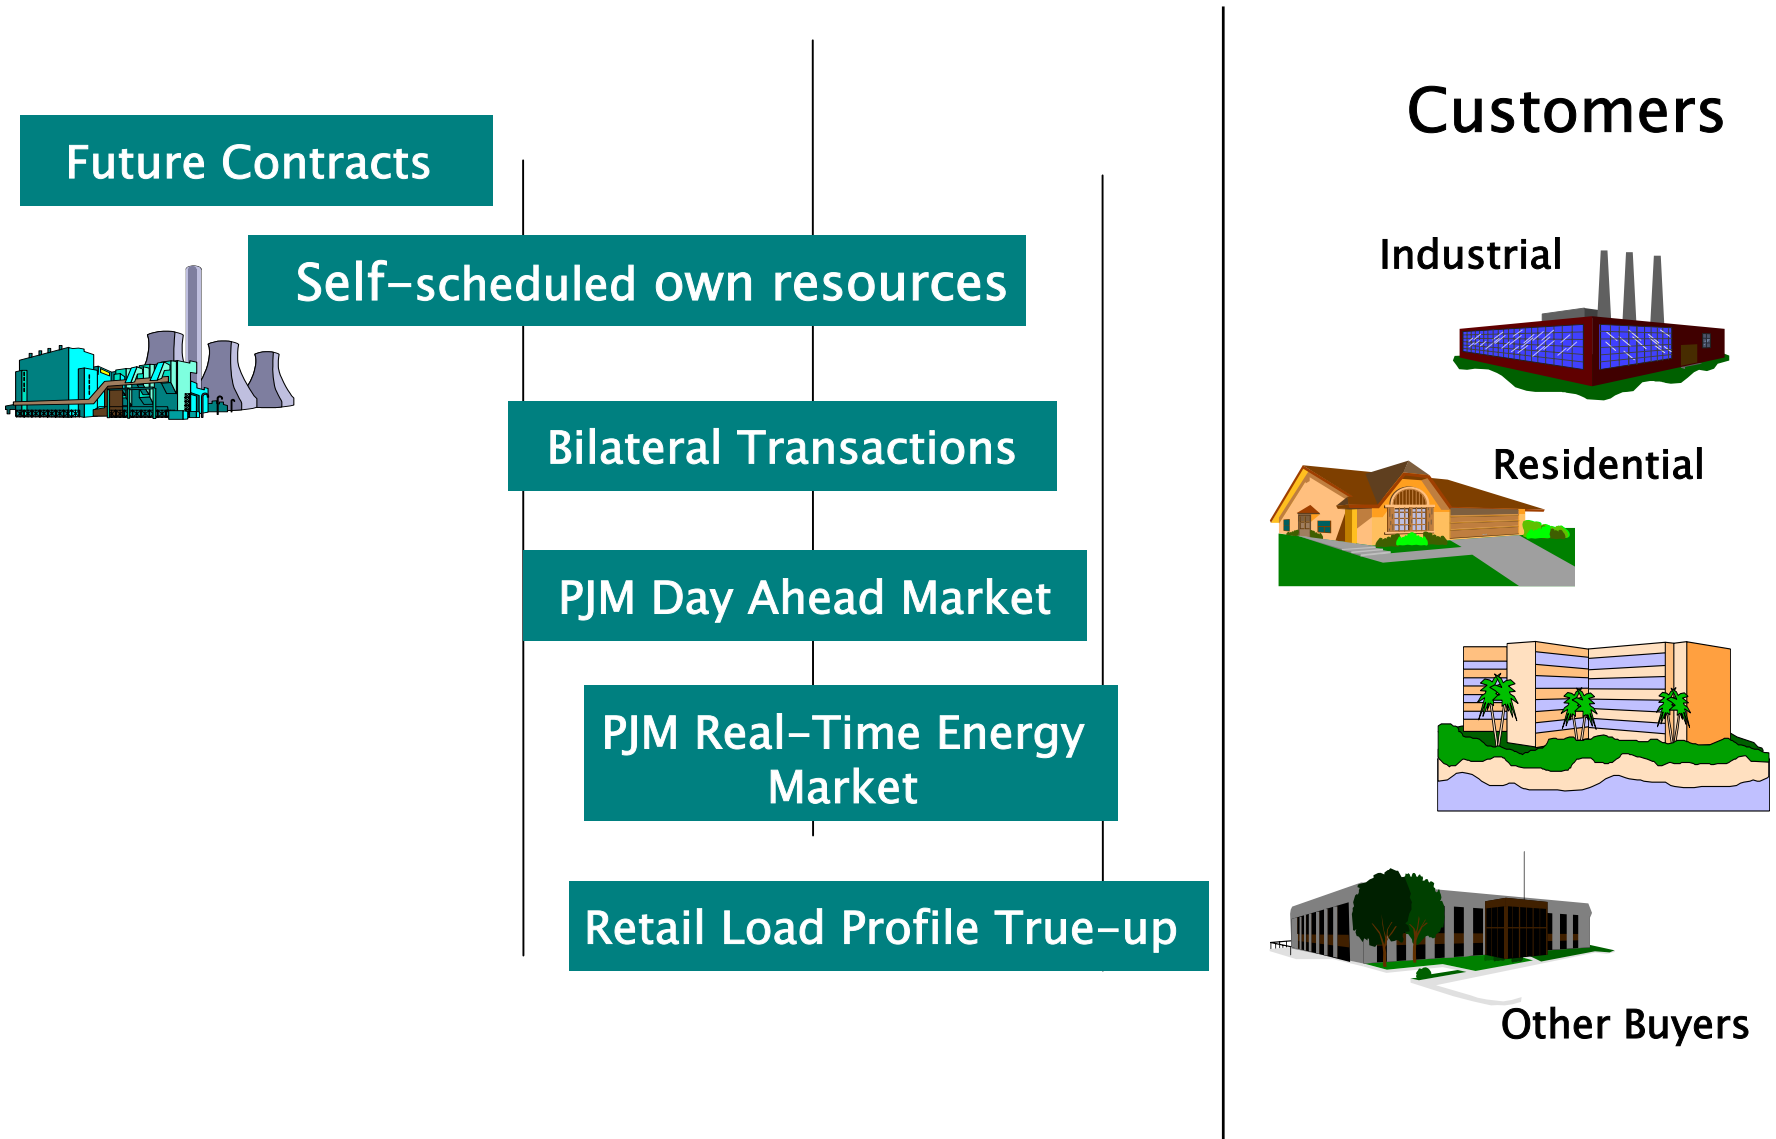 Future Contracts
Self-scheduled own resources
Bilateral Transactions
PJM Day Ahead Market
PJM Real-Time Energy
Market
Retail Load Profile True-up
Customers
Industrial
Residential
Other Buyers